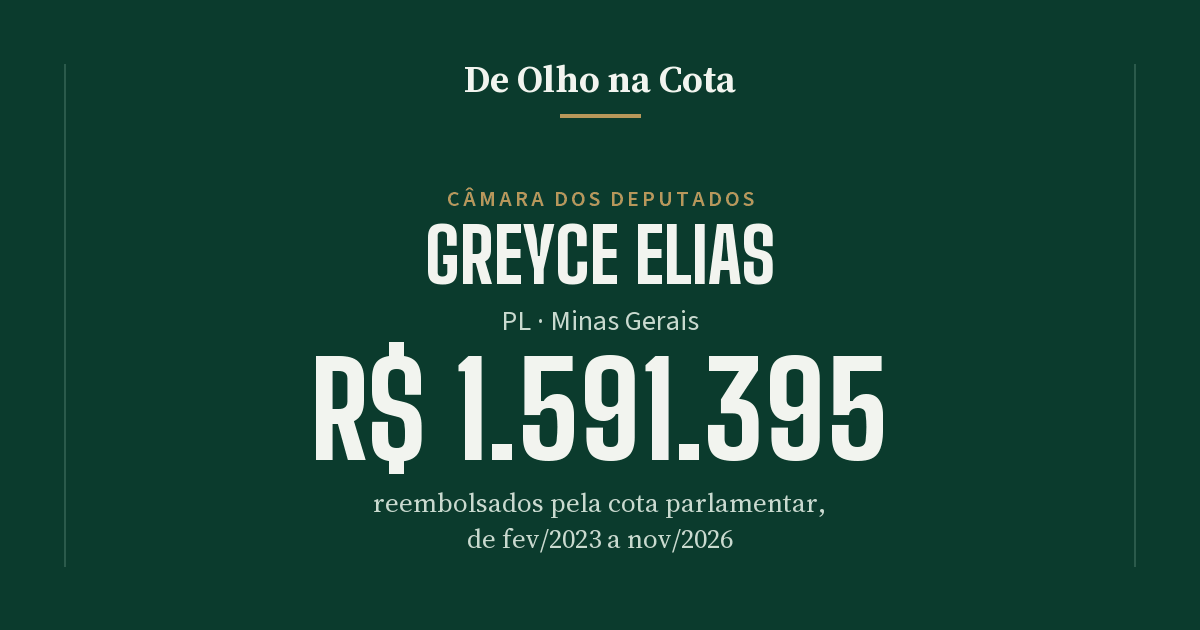 De Olho na Cota
CÂMARA DOS DEPUTADOS
GREYCE ELIAS
PL · Minas Gerais
R$ 1.591.395
reembolsados pela cota parlamentar,
de fev/2023 a nov/2026